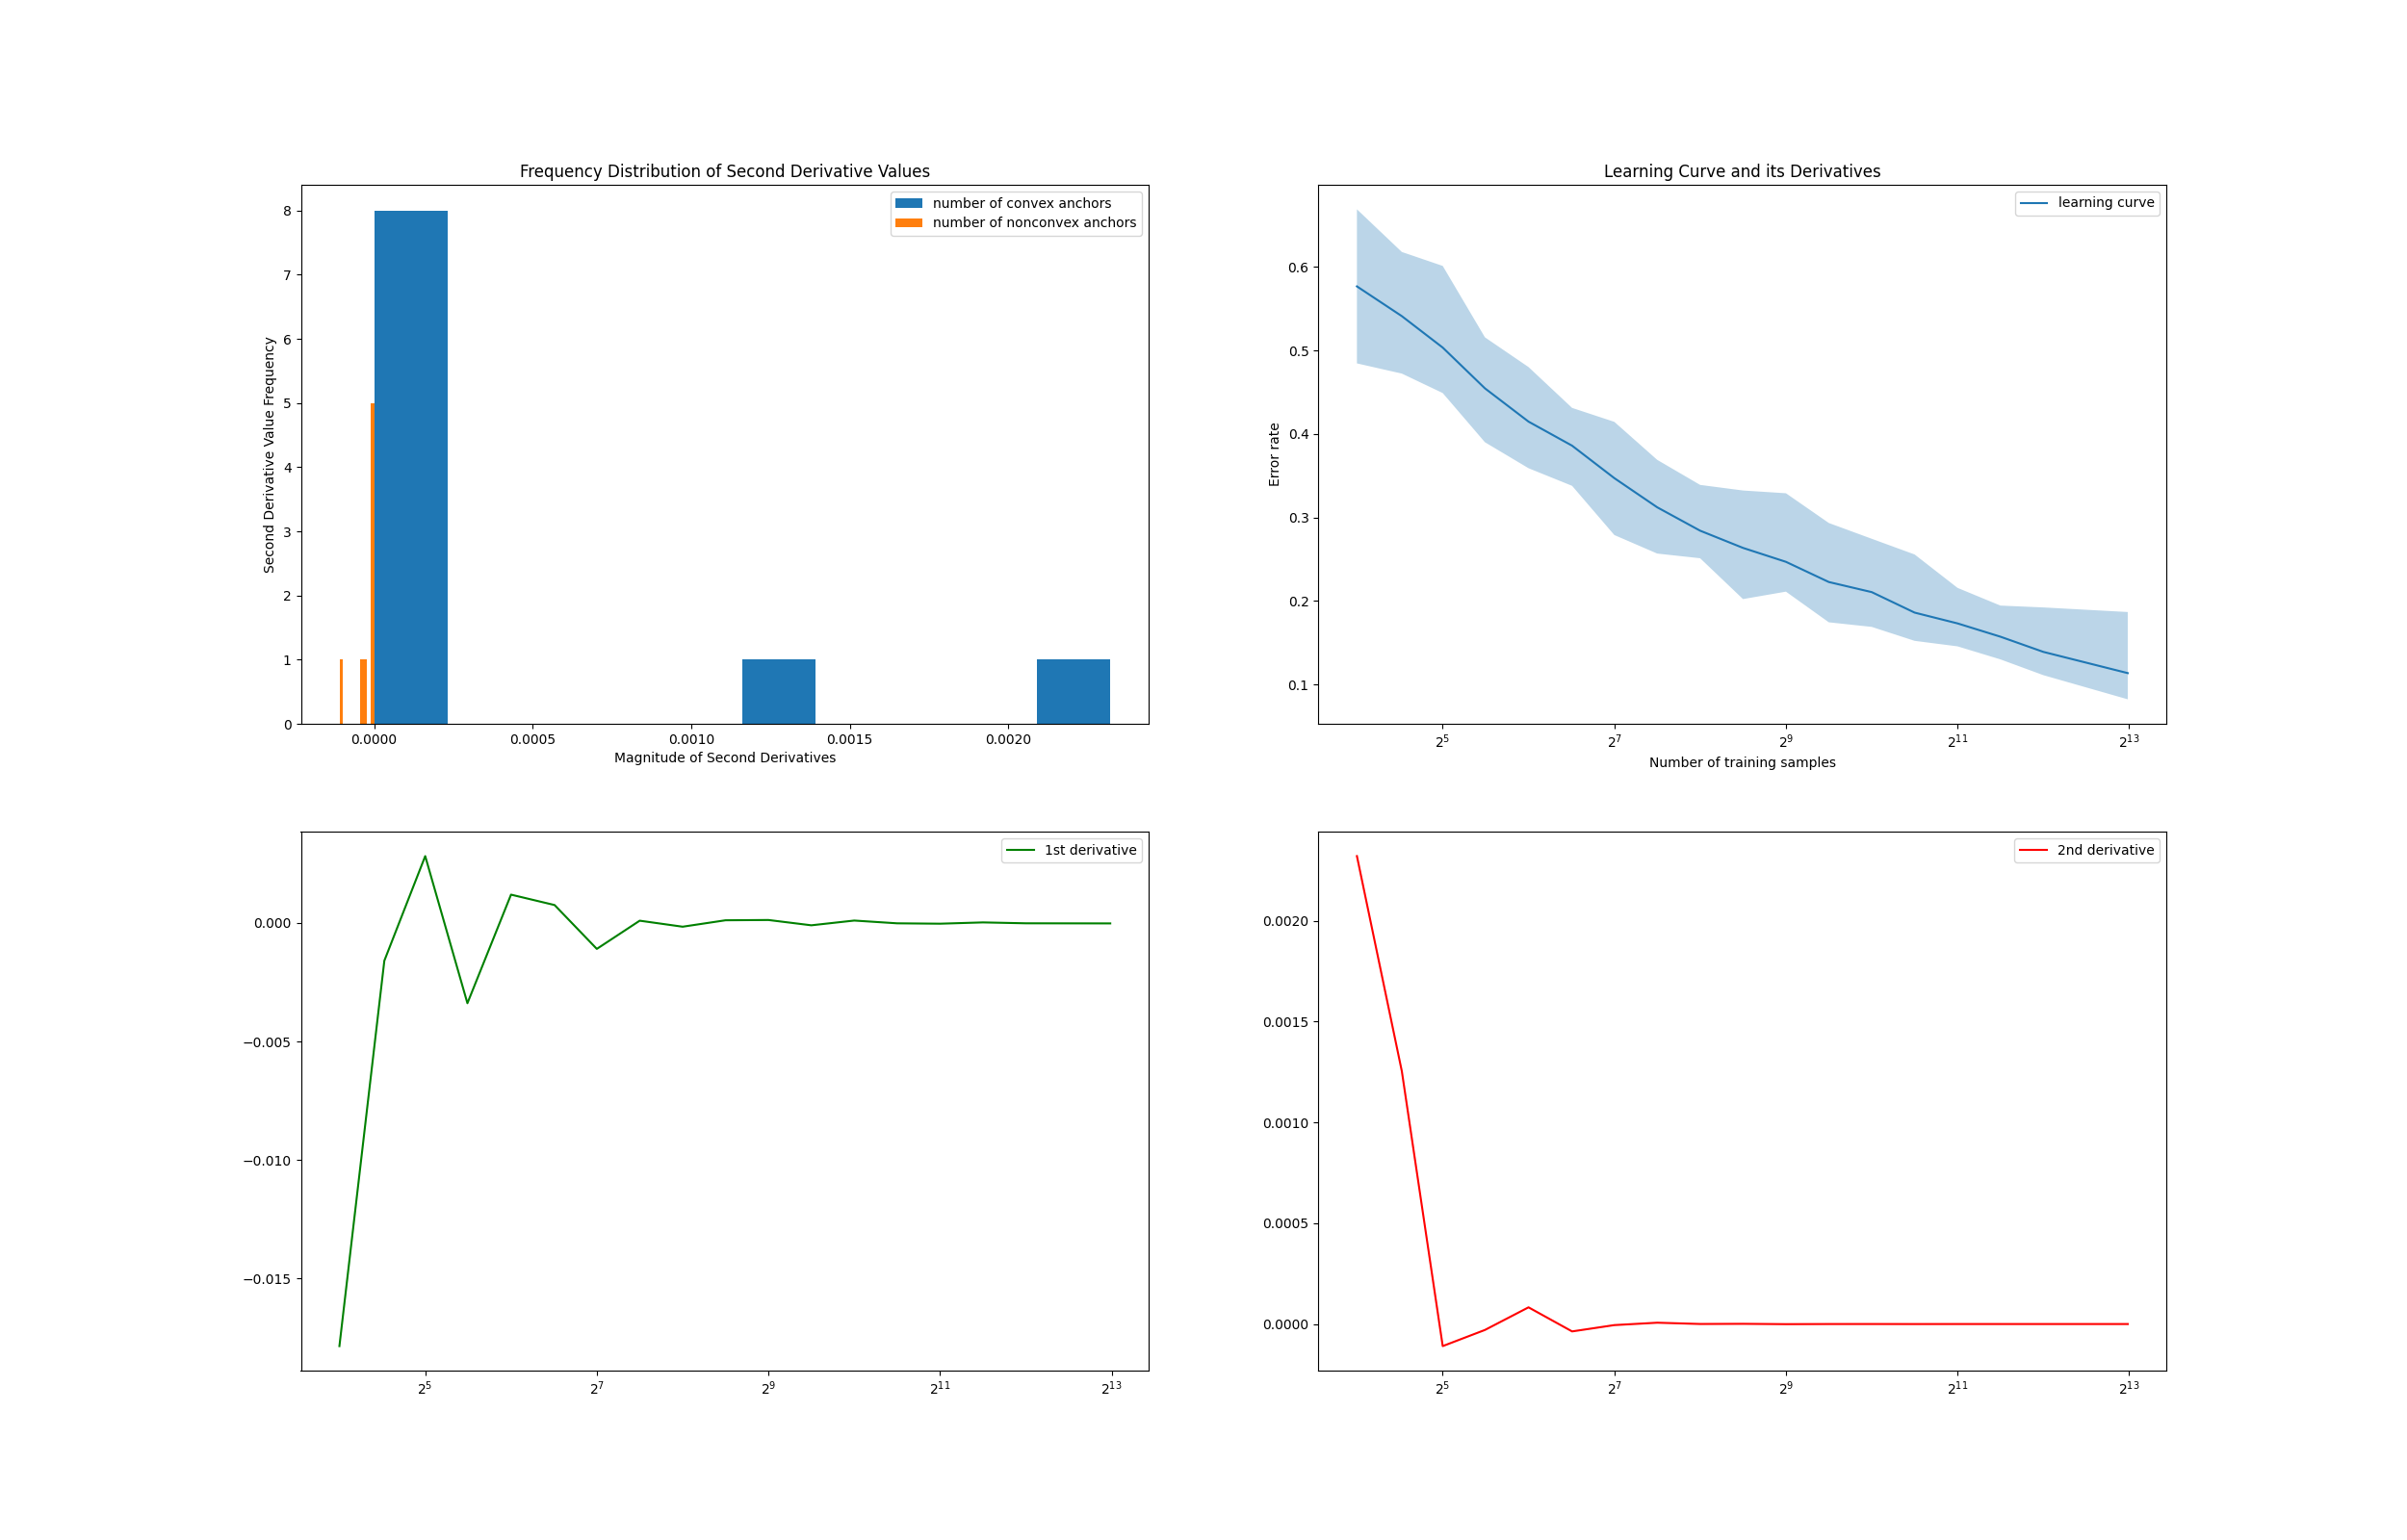 Frequency Distribution of Second Derivative Values
number of convex anchors
number of nonconvex anchors
8
7
6
5
4
3
2
1
0
Second Derivative Value Frequency
0.0000 0.0005 0.0010 0.0015 0.0020
Magnitude of Second Derivatives
Learning Curve and its Derivatives
learning curve
0.6
0.5
0.4
0.3
0.2
0.1
Error rate
2^5 2^7 2^9 2^11 2^13
Number of training samples
1st derivative
0.000
−0.005
−0.010
−0.015
2^5 2^7 2^9 2^11 2^13
2nd derivative
0.0020
0.0015
0.0010
0.0005
0.0000
2^5 2^7 2^9 2^11 2^13